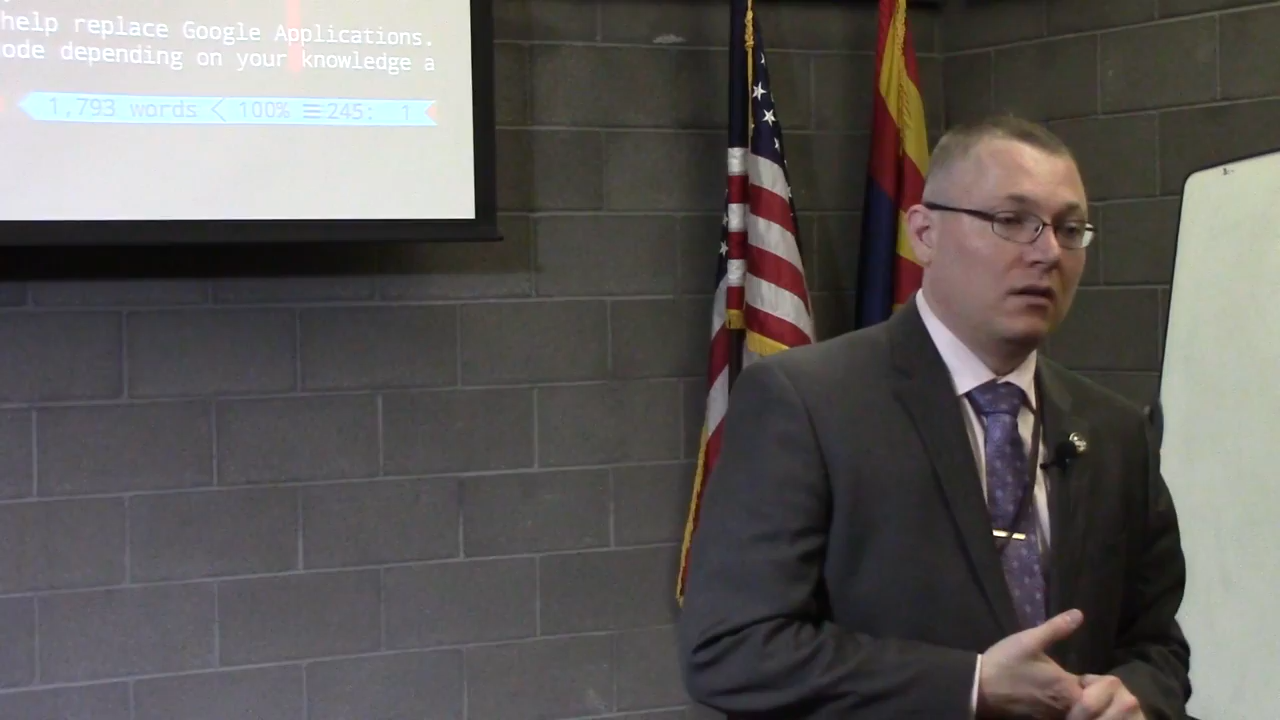 help replace Google Applications.
ode depending on your knowledge a
1,793 words < 100% ☰ 245: 1